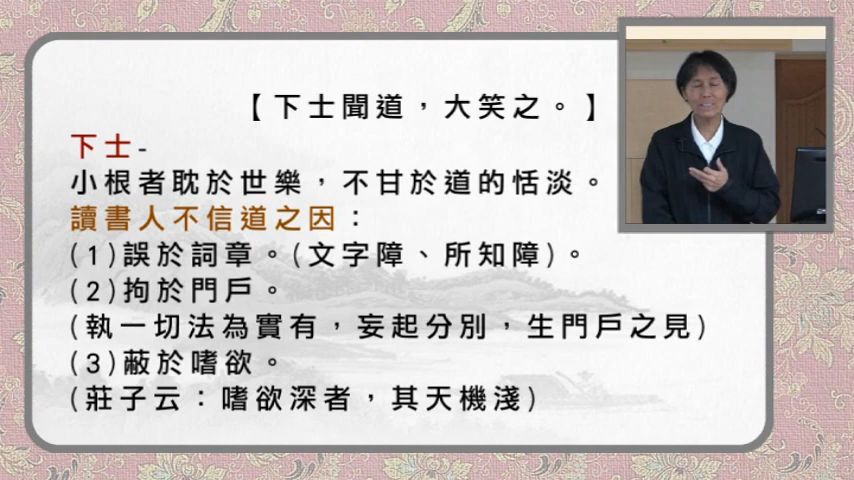 【下士聞道，大笑之。】
下士-
小根者耽於世樂，不甘於道的恬淡。
讀書人不信道之因：
(1)誤於詞章。(文字障、所知障)。
(2)拘於門戶。
(執一切法為實有，妄起分別，生門戶之見)
(3)蔽於嗜欲。
(莊子云：嗜欲深者，其天機淺)